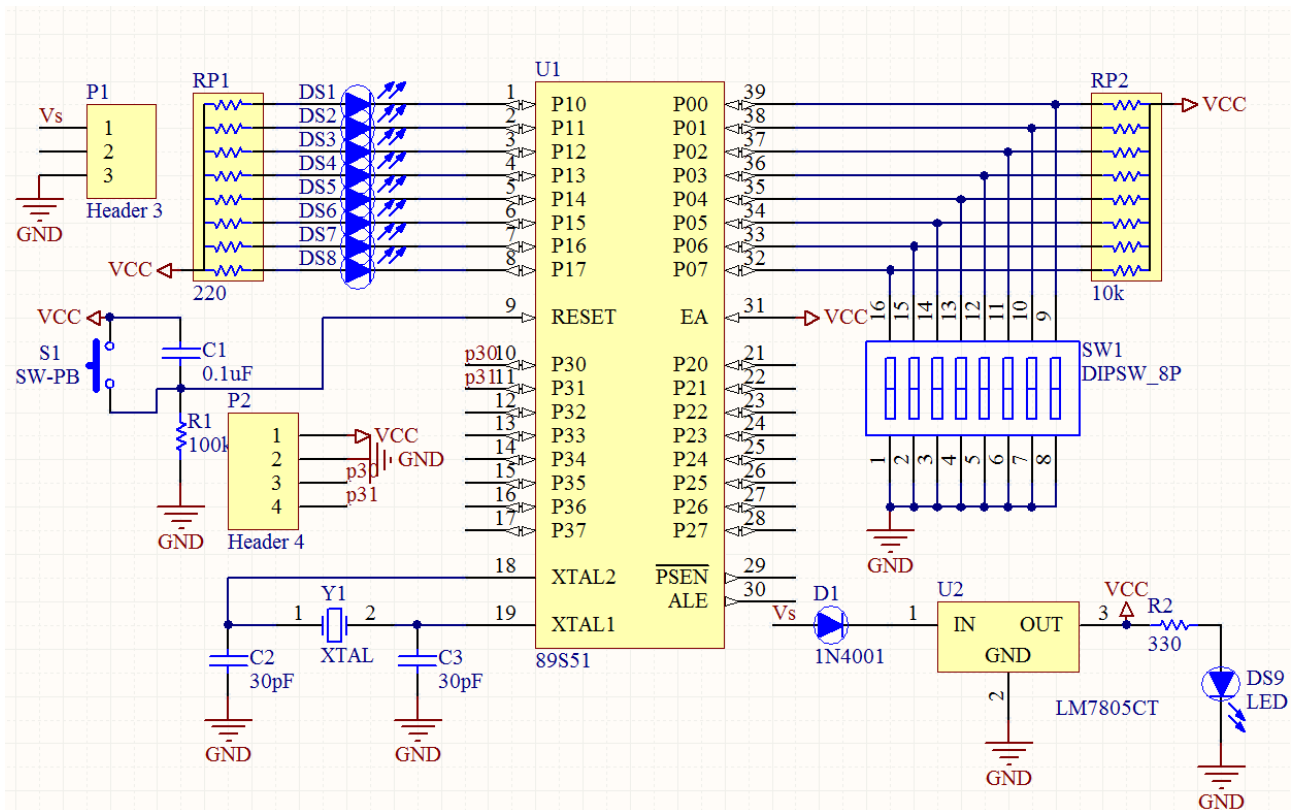 P1
Vs
1
2
3
Header 3
GND
RP1
220
VCC
DS1
DS2
DS3
DS4
DS5
DS6
DS7
DS8
U1
1 P10
2 P11
3 P12
4 P13
5 P14
6 P15
7 P16
8 P17
9 RESET
p30 10 P30
p31 11 P31
12 P32
13 P33
14 P34
15 P35
16 P36
17 P37
18 XTAL2
19 XTAL1
P00 39
P01 38
P02 37
P03 36
P04 35
P05 34
P06 33
P07 32
EA 31 VCC
P20 21
P21 22
P22 23
P23 24
P24 25
P25 26
P26 27
P27 28
PSEN 29
ALE 30
89S51
RP2
VCC
10k
16 15 14 13 12 11 10 9
SW1
DIPSW_8P
1 2 3 4 5 6 7 8
GND
VCC
S1
SW-PB
C1
0.1uF
R1
100k
GND
P2
1 VCC
2 GND
3 p30
4 p31
Header 4
Y1
1 2
XTAL
C2
30pF
GND
C3
30pF
GND
Vs
D1
1N4001
U2
1 IN OUT 3
GND
2
LM7805CT
GND
VCC
R2
330
DS9
LED
GND